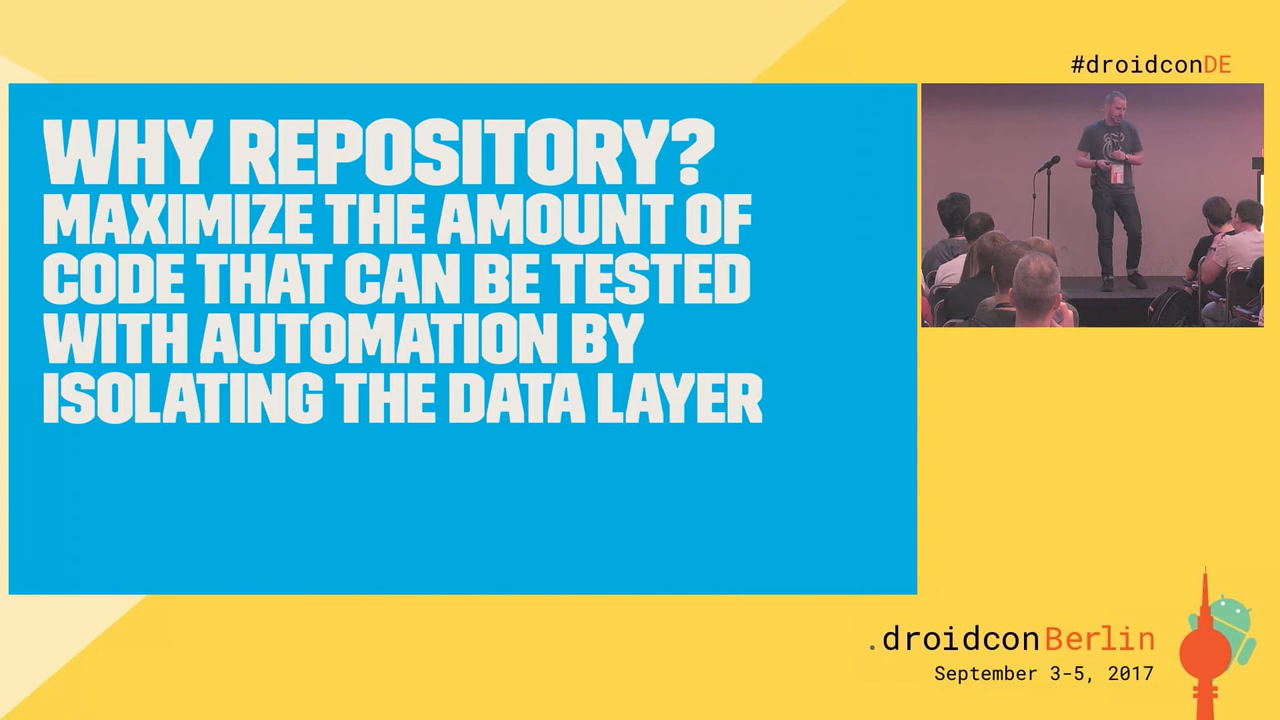 #droidconDE
WHY REPOSITORY?
MAXIMIZE THE AMOUNT OF
CODE THAT CAN BE TESTED
WITH AUTOMATION BY
ISOLATING THE DATA LAYER
.droidconBerlin
September 3-5, 2017